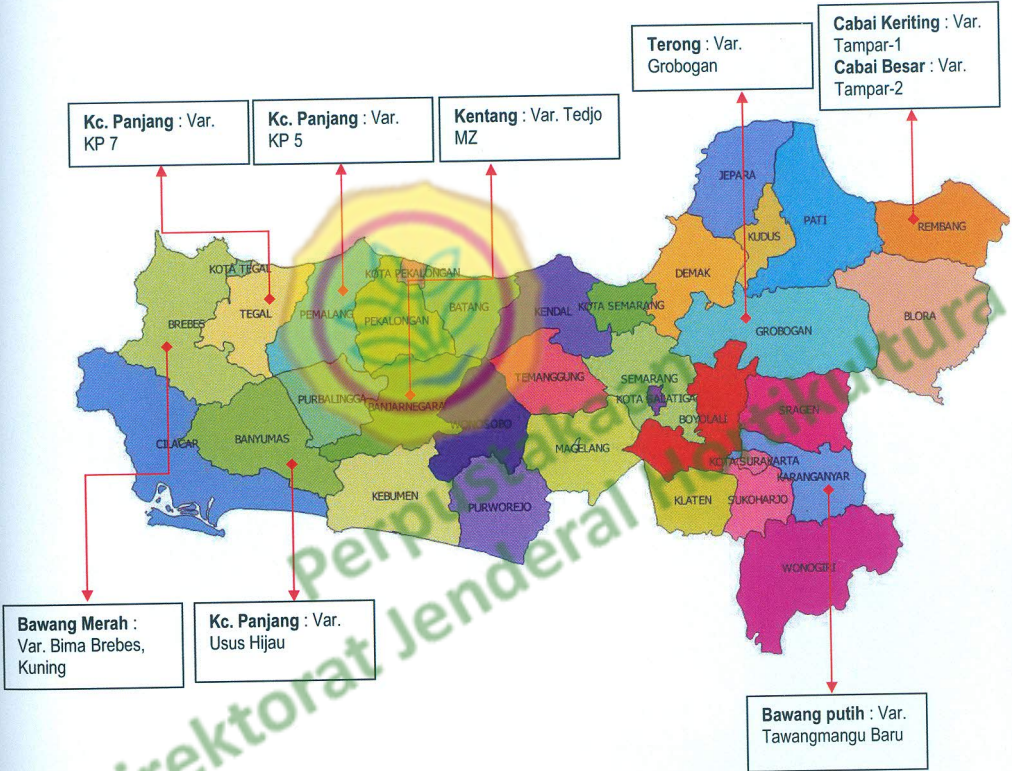 Cabai Keriting : Var.
Tampar-1
Cabai Besar : Var.
Tampar-2
Terong : Var.
Grobogan
Kc. Panjang : Var.
KP 7
Kc. Panjang : Var.
KP 5
Kentang : Var. Tedjo
MZ
JEPARA
PATI
KUDUS
REMBANG
DEMAK
KOTA TEGAL
KOTA PEKALONGAN
BREBES
TEGAL
PEMALANG
PEKALONGAN
BATANG
KENDAL
KOTA SEMARANG
GROBOGAN
BLORA
TEMANGGUNG
SEMARANG
PURBALINGGA
BANJARNEGARA
KOTA SALATIGA
BOYOLALI
SRAGEN
CILACAP
BANYUMAS
WONOSOBO
MAGELANG
KOTA SURAKARTA
KARANGANYAR
KEBUMEN
PURWOREJO
KLATEN
SUKOHARJO
WONOGIRI
Bawang Merah :
Var. Bima Brebes,
Kuning
Kc. Panjang : Var.
Usus Hijau
Bawang putih : Var.
Tawangmangu Baru
Perpustakaan
Direktorat Jenderal Hortikultura